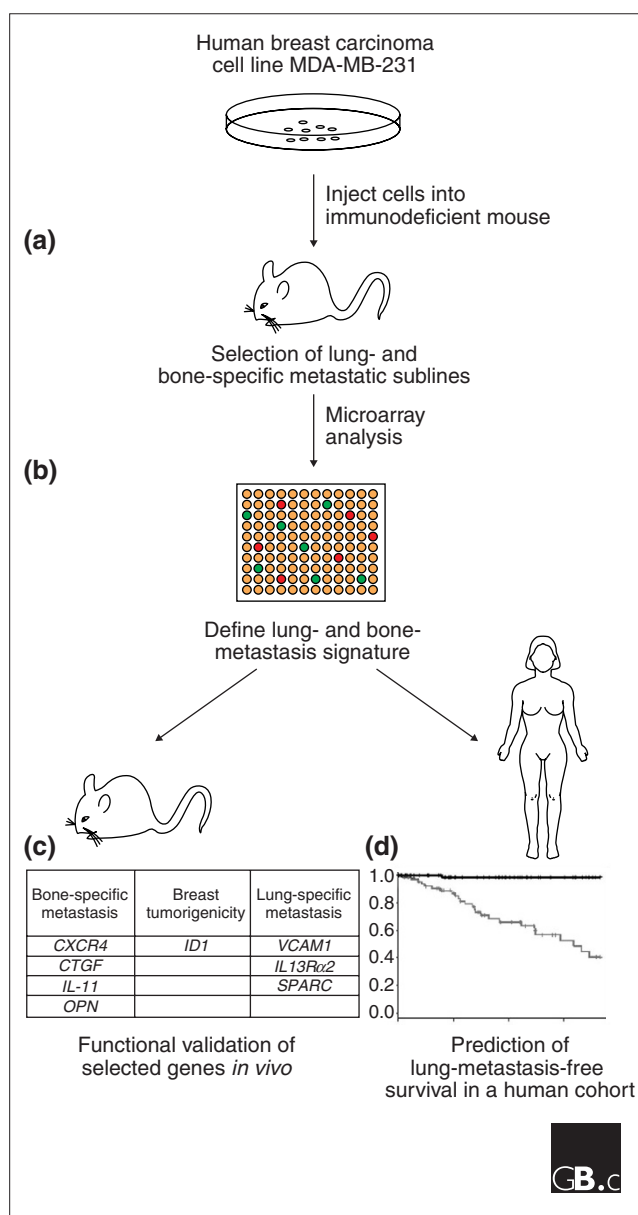 Human breast carcinoma
cell line MDA-MB-231
Inject cells into
immunodeficient mouse
(a)
Selection of lung- and
bone-specific metastatic sublines
Microarray
analysis
(b)
Define lung- and bone-
metastasis signature
(c)
Bone-specific metastasis Breast tumorigenicity Lung-specific metastasis
CXCR4 ID1 VCAM1
CTGF IL13Rα2
IL-11 SPARC
OPN
Functional validation of
selected genes in vivo
(d)
1.0
0.8
0.6
0.4
0.2
0.0
Prediction of
lung-metastasis-free
survival in a human cohort
GB.c